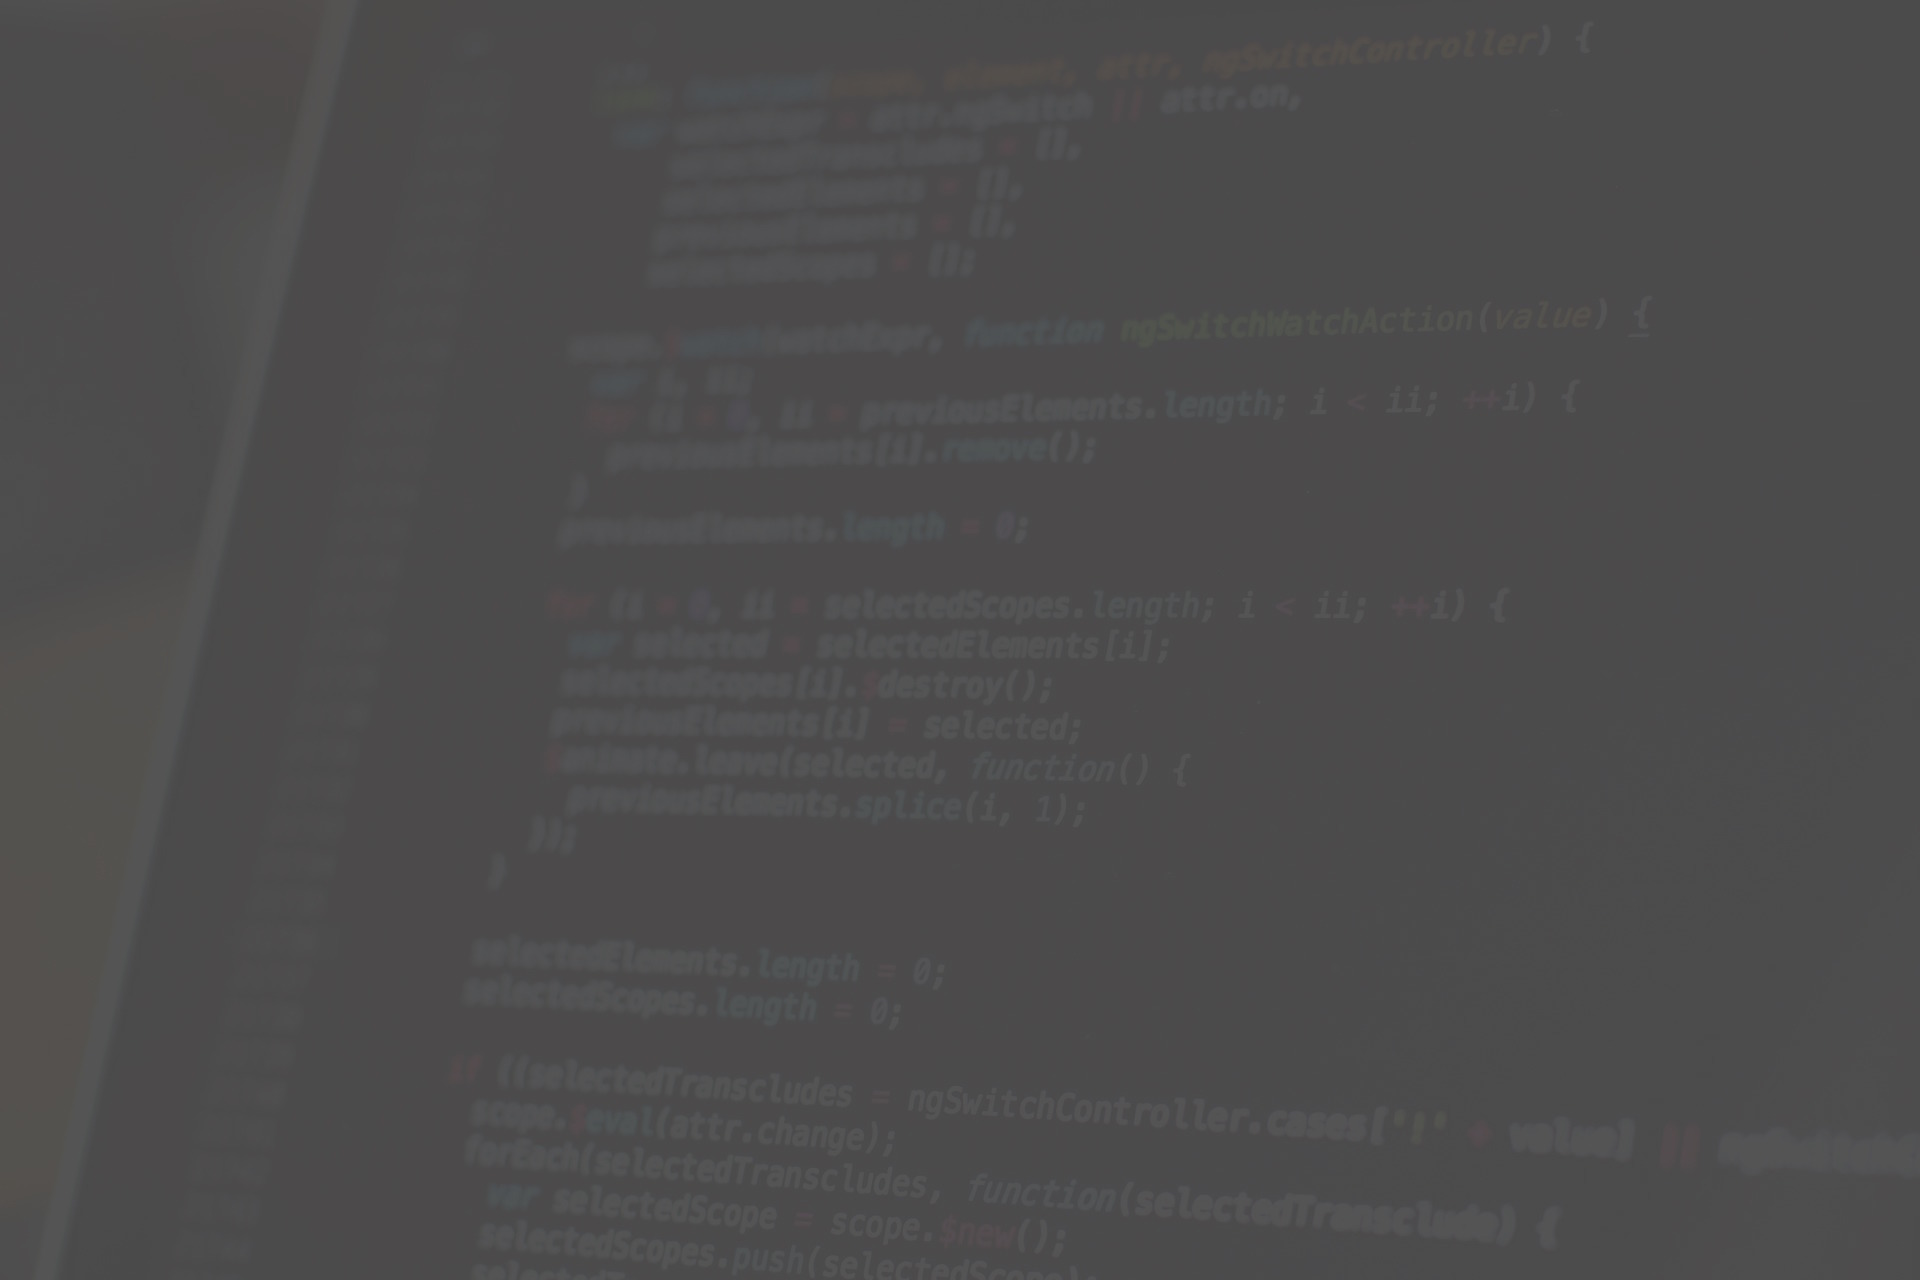 link: function(scope, element, attr, ngSwitchController) {
var watchExpr = attr.ngSwitch || attr.on,
selectedTranscludes = [],
selectedElements = [],
previousElements = [],
selectedScopes = [];
scope.$watch(watchExpr, function ngSwitchWatchAction(value) {
var i, ii;
for (i = 0, ii = previousElements.length; i < ii; ++i) {
previousElements[i].remove();
}
previousElements.length = 0;
for (i = 0, ii = selectedScopes.length; i < ii; ++i) {
var selected = selectedElements[i];
selectedScopes[i].$destroy();
previousElements[i] = selected;
$animate.leave(selected, function() {
previousElements.splice(i, 1);
});
}
selectedElements.length = 0;
selectedScopes.length = 0;
if ((selectedTranscludes = ngSwitchController.cases['!' + value] ||
scope.$eval(attr.change);
forEach(selectedTranscludes, function(selectedTransclude) {
var selectedScope = scope.$new();
selectedScopes.push(selectedScope);